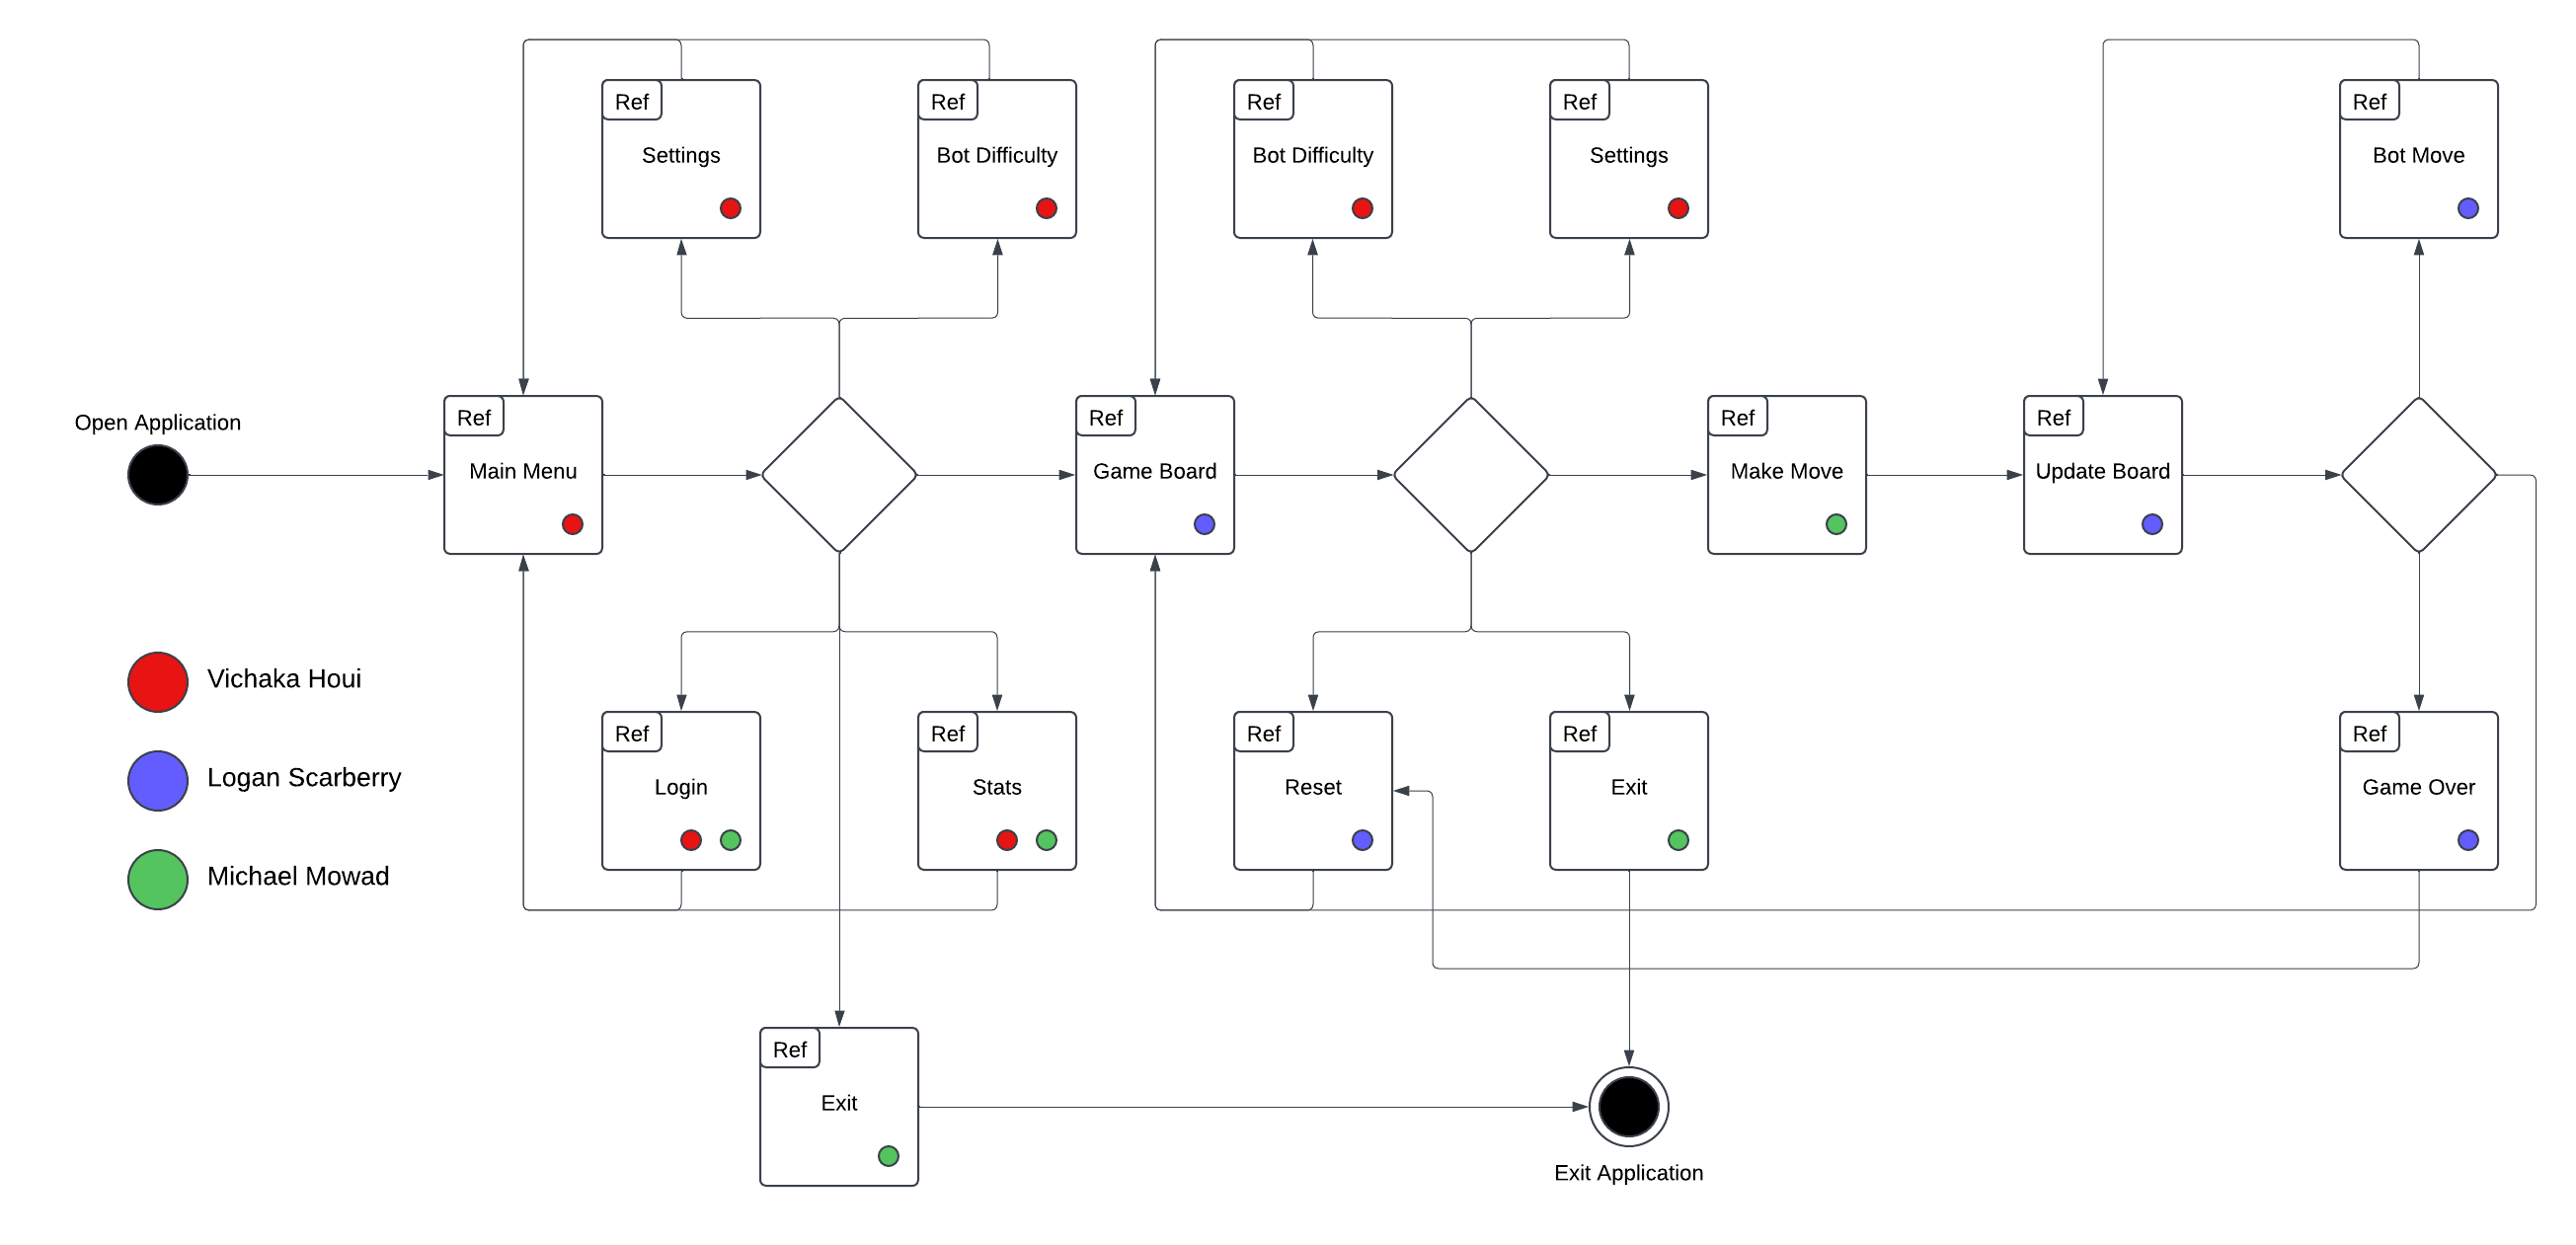 Ref
Settings
Ref
Bot Difficulty
Ref
Bot Difficulty
Ref
Settings
Ref
Bot Move
Open Application
Ref
Main Menu
Ref
Game Board
Ref
Make Move
Ref
Update Board
Vichaka Houi
Logan Scarberry
Michael Mowad
Ref
Login
Ref
Stats
Ref
Reset
Ref
Exit
Ref
Game Over
Ref
Exit
Exit Application